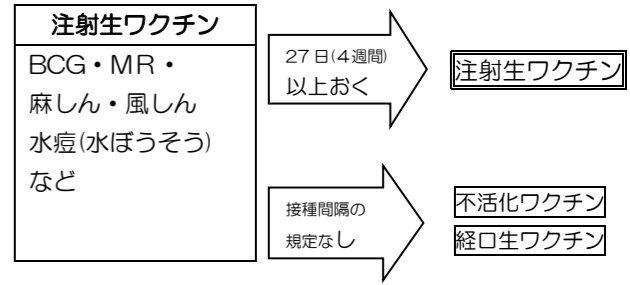 注射生ワクチン
BCG・MR・
麻しん・風しん
水痘(水ぼうそう)
など
27日(4週間)
以上おく
注射生ワクチン
接種間隔の
規定なし
不活化ワクチン
経口生ワクチン